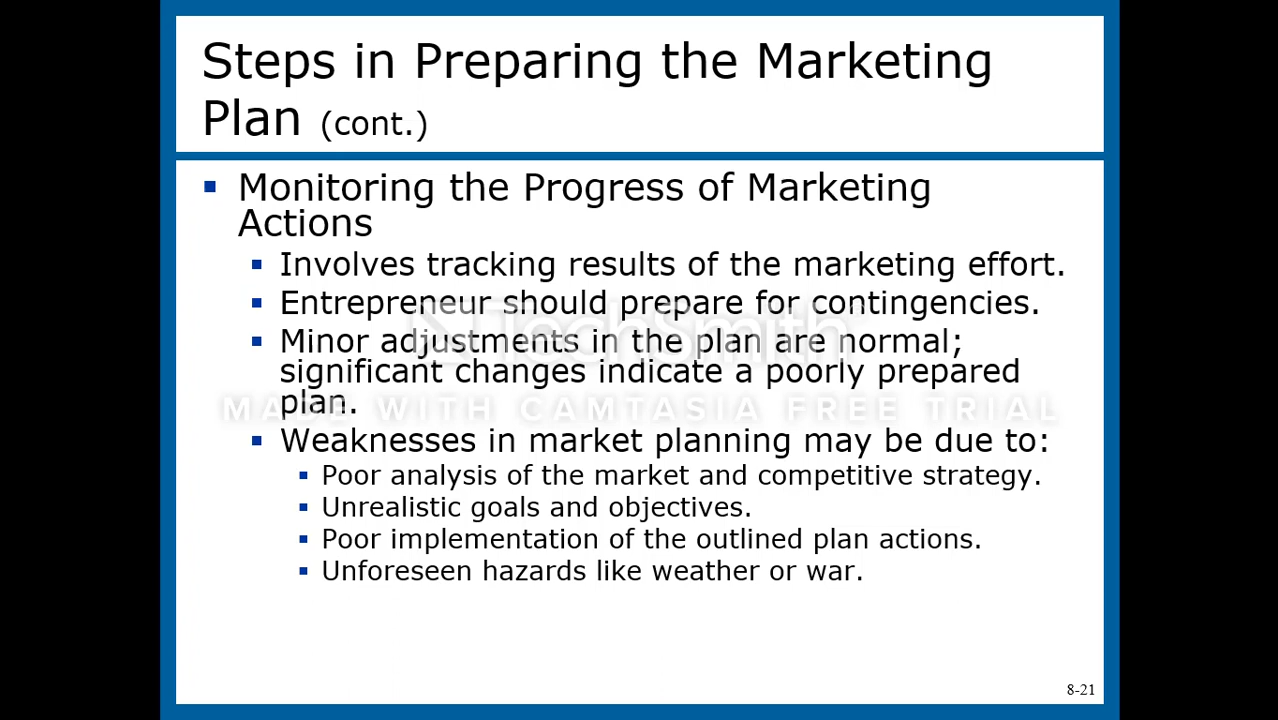 Steps in Preparing the Marketing
Plan (cont.)
▪ Monitoring the Progress of Marketing
Actions
▪ Involves tracking results of the marketing effort.
▪ Entrepreneur should prepare for contingencies.
▪ Minor adjustments in the plan are normal;
significant changes indicate a poorly prepared
plan.
▪ Weaknesses in market planning may be due to:
▪ Poor analysis of the market and competitive strategy.
▪ Unrealistic goals and objectives.
▪ Poor implementation of the outlined plan actions.
▪ Unforeseen hazards like weather or war.
TechSmith
MADE WITH CAMTASIA FREE TRIAL
8-21